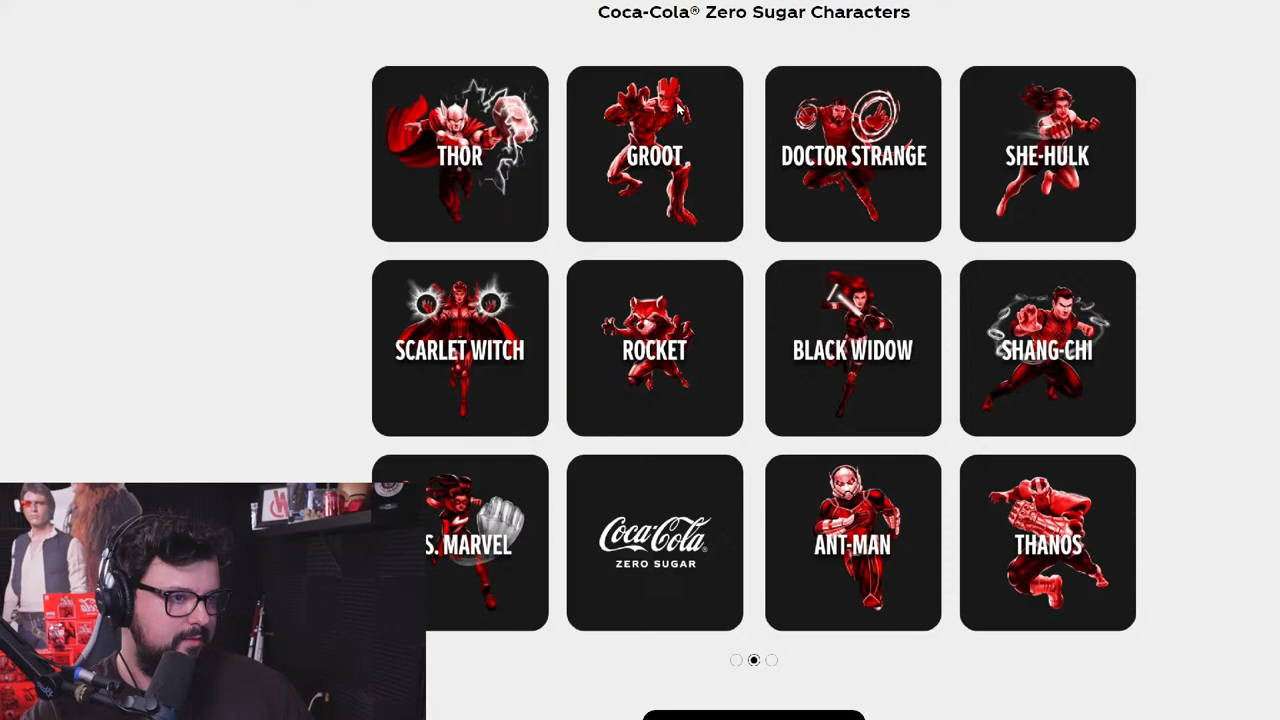 Coca-Cola® Zero Sugar Characters
THOR
GROOT
DOCTOR STRANGE
SHE-HULK
SCARLET WITCH
ROCKET
BLACK WIDOW
SHANG-CHI
S. MARVEL
Coca-Cola®
ZERO SUGAR
ANT-MAN
THANOS